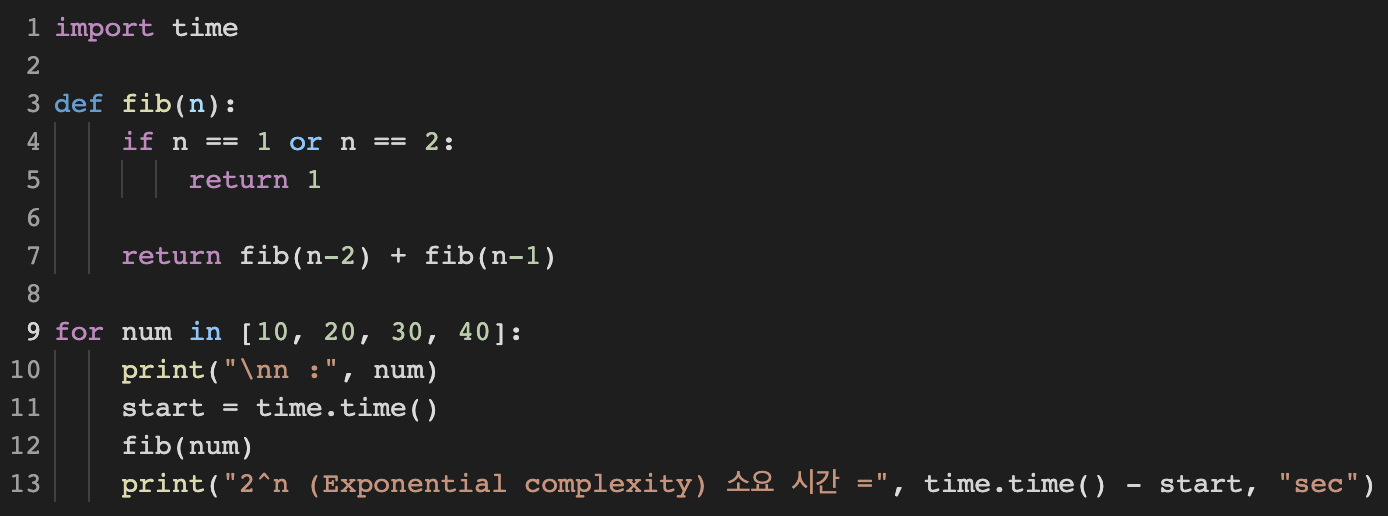 1 import time
2
3 def fib(n):
4     if n == 1 or n == 2:
5         return 1
6
7     return fib(n-2) + fib(n-1)
8
9 for num in [10, 20, 30, 40]:
10     print("\nn :", num)
11     start = time.time()
12     fib(num)
13     print("2^n (Exponential complexity) 소요 시간 =", time.time() - start, "sec")